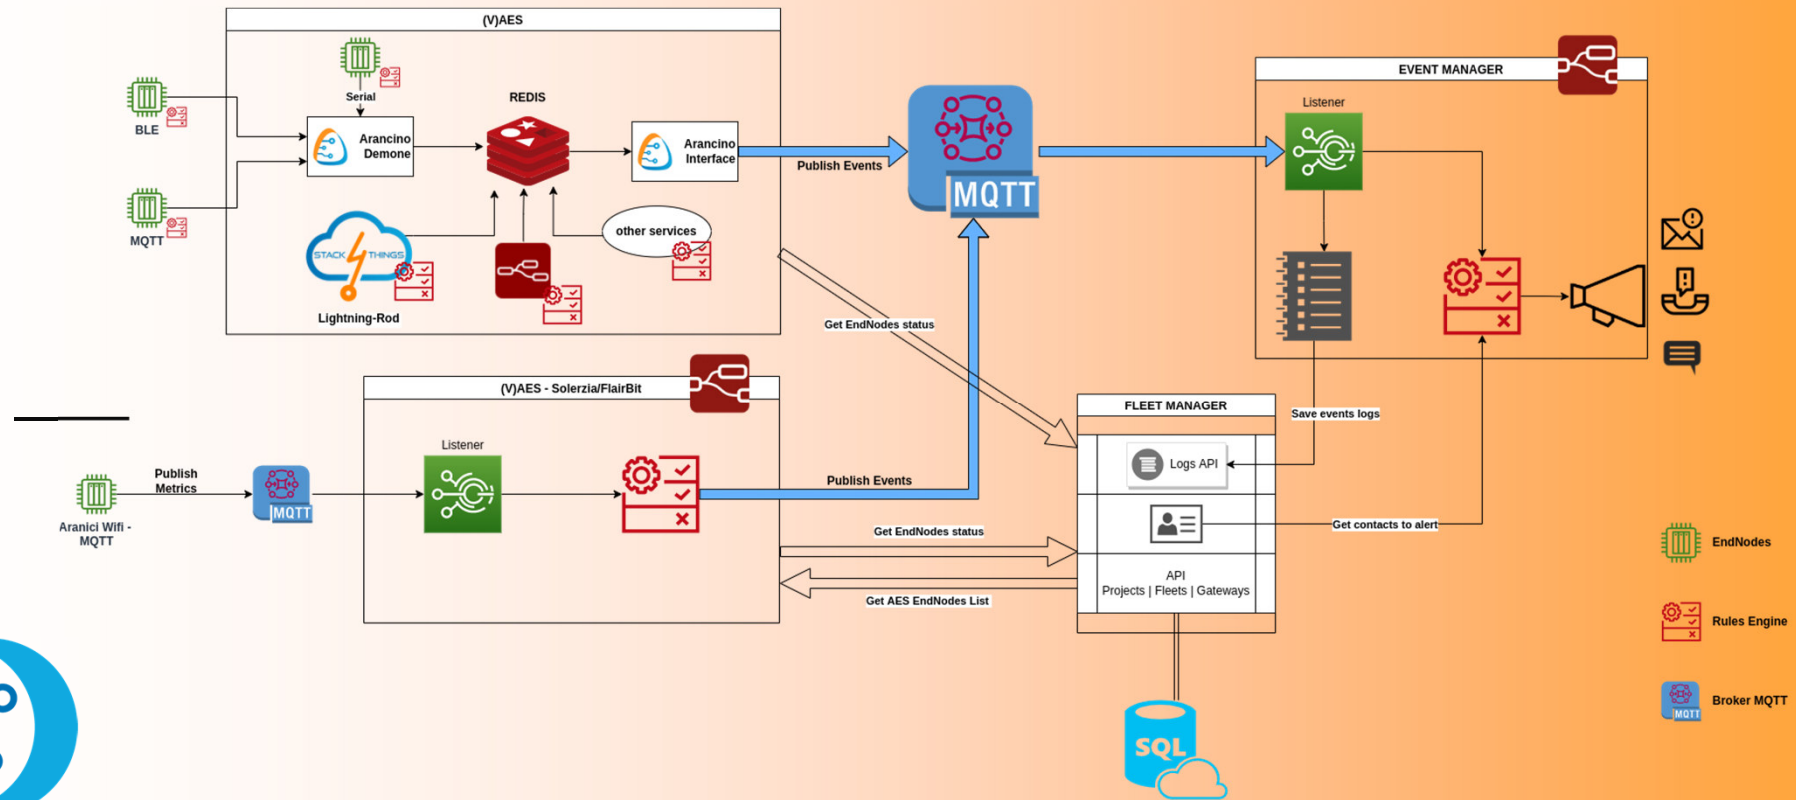 (V)AES
Serial
BLE
MQTT
Arancino
Demone
REDIS
Arancino
Interface
STACK THINGS
Lightning-Rod
other services
Publish Events
MQTT
EVENT MANAGER
Listener
Get EndNodes status
(V)AES - Solerzia/FlairBit
Listener
Publish
Metrics
MQTT
Aranici Wifi -
MQTT
Publish Events
Get EndNodes status
Get AES EndNodes List
FLEET MANAGER
Logs API
API
Projects | Fleets | Gateways
Save events logs
Get contacts to alert
SQL
EndNodes
Rules Engine
MQTT
Broker MQTT